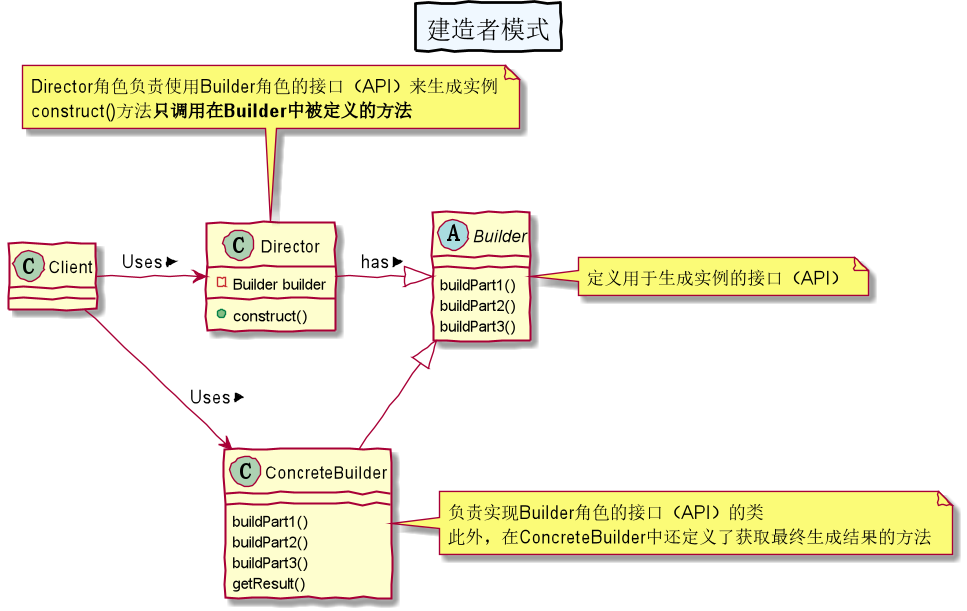 建造者模式
Director角色负责使用Builder角色的接口（API）来生成实例
construct()方法只调用在Builder中被定义的方法
C Client
Uses
C Director
Builder builder
construct()
has
A Builder
buildPart1()
buildPart2()
buildPart3()
定义用于生成实例的接口（API）
Uses
C ConcreteBuilder
buildPart1()
buildPart2()
buildPart3()
getResult()
负责实现Builder角色的接口（API）的类
此外，在ConcreteBuilder中还定义了获取最终生成结果的方法